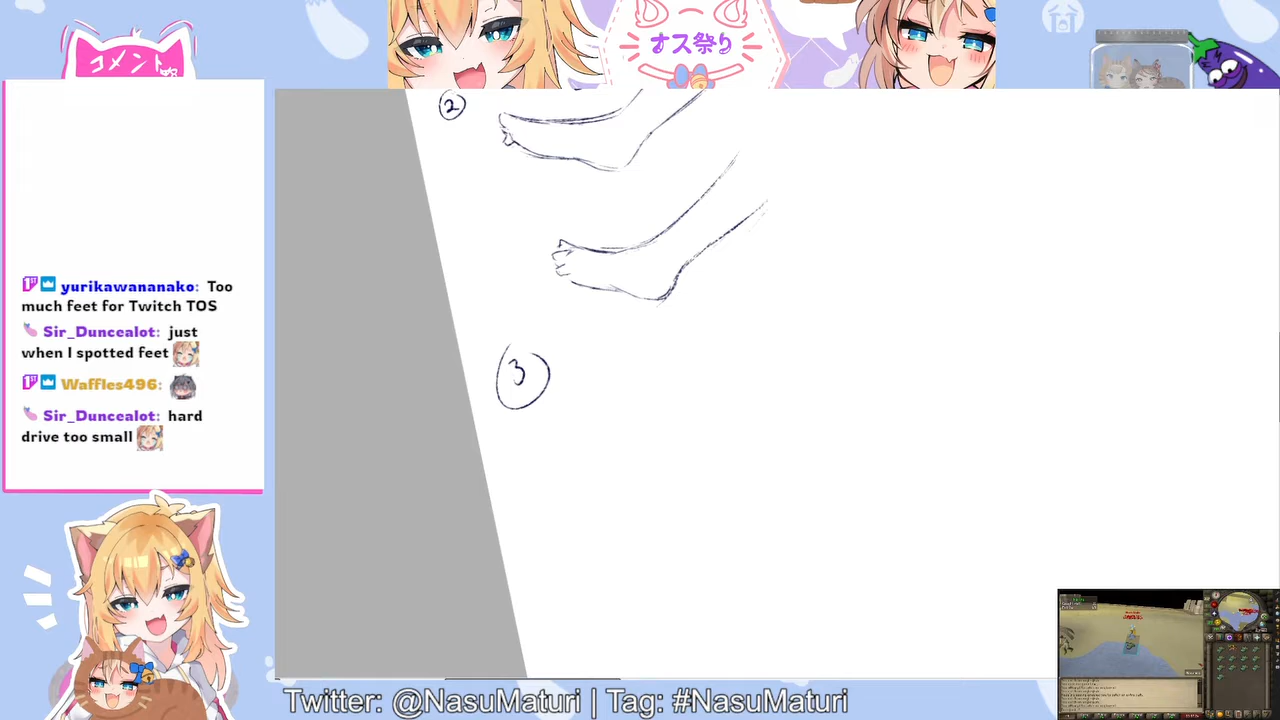 コメント
ナス祭り
yurikawananako: Too
much feet for Twitch TOS
Sir_Duncealot: just
when I spotted feet
Waffles496:
Sir_Duncealot: hard
drive too small
2
3
Twitter @NasuMaturi | Tag: #NasuMaturi